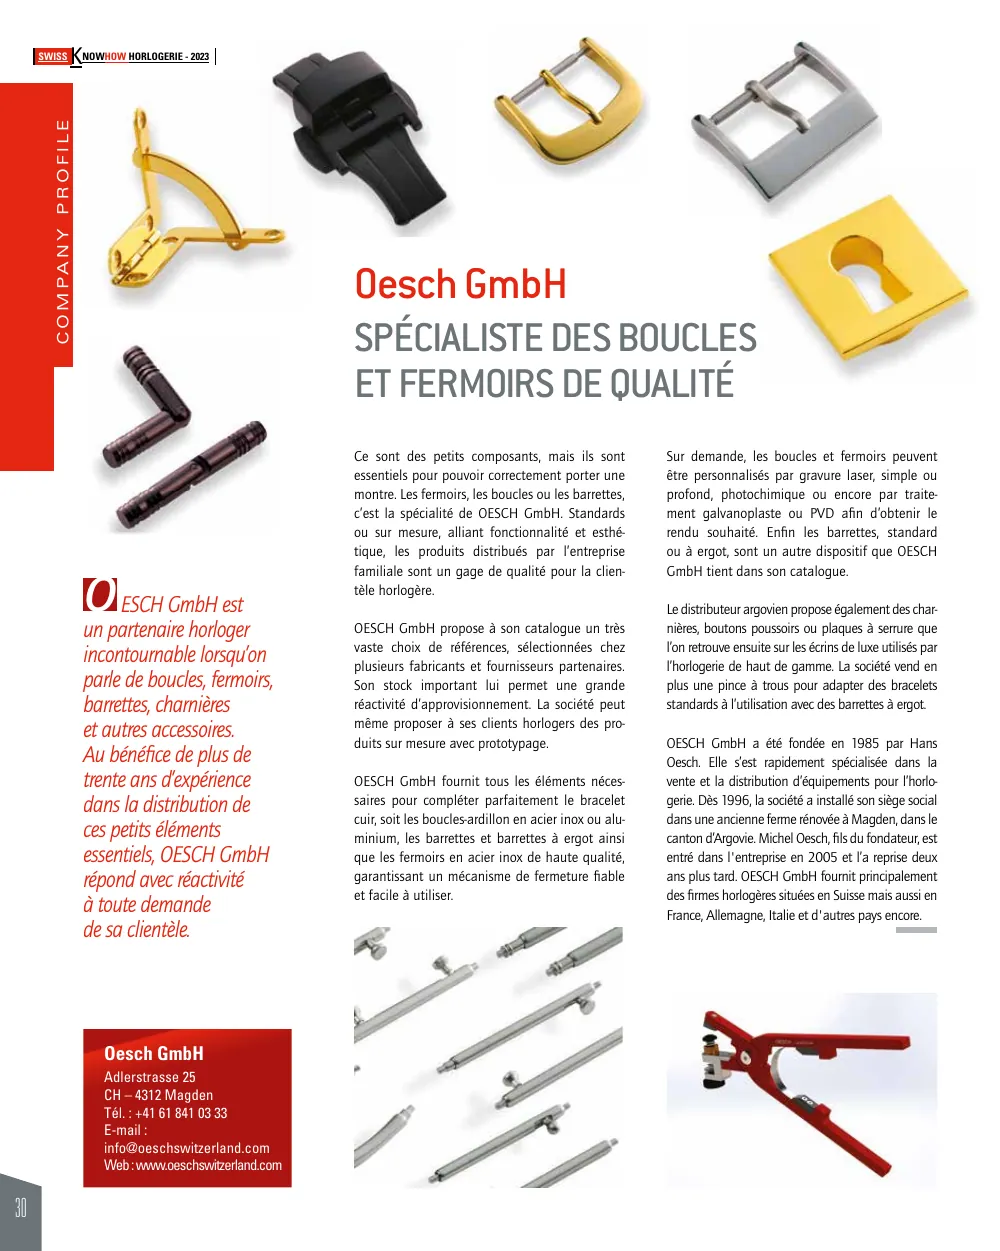 SWISS KNOWHOW HORLOGERIE - 2023
COMPANY PROFILE
Oesch GmbH
SPÉCIALISTE DES BOUCLES
ET FERMOIRS DE QUALITÉ
OESCH GmbH est
un partenaire horloger
incontournable lorsqu’on
parle de boucles, fermoirs,
barrettes, charnières
et autres accessoires.
Au bénéfice de plus de
trente ans d’expérience
dans la distribution de
ces petits éléments
essentiels, OESCH GmbH
répond avec réactivité
à toute demande
de sa clientèle.
Ce sont des petits composants, mais ils sont
essentiels pour pouvoir correctement porter une
montre. Les fermoirs, les boucles ou les barrettes,
c’est la spécialité de OESCH GmbH. Standards
ou sur mesure, alliant fonctionnalité et esthé-
tique, les produits distribués par l’entreprise
familiale sont un gage de qualité pour la clien-
tèle horlogère.
OESCH GmbH propose à son catalogue un très
vaste choix de références, sélectionnées chez
plusieurs fabricants et fournisseurs partenaires.
Son stock important lui permet une grande
réactivité d’approvisionnement. La société peut
même proposer à ses clients horlogers des pro-
duits sur mesure avec prototypage.
OESCH GmbH fournit tous les éléments néces-
saires pour compléter parfaitement le bracelet
cuir, soit les boucles-ardillon en acier inox ou alu-
minium, les barrettes et barrettes à ergot ainsi
que les fermoirs en acier inox de haute qualité,
garantissant un mécanisme de fermeture fiable
et facile à utiliser.
Sur demande, les boucles et fermoirs peuvent
être personnalisés par gravure laser, simple ou
profond, photochimique ou encore par traite-
ment galvanoplaste ou PVD afin d’obtenir le
rendu souhaité. Enfin les barrettes, standard
ou à ergot, sont un autre dispositif que OESCH
GmbH tient dans son catalogue.
Le distributeur argovien propose également des char-
nières, boutons poussoirs ou plaques à serrure que
l’on retrouve ensuite sur les écrins de luxe utilisés par
l’horlogerie de haut de gamme. La société vend en
plus une pince à trous pour adapter des bracelets
standards à l’utilisation avec des barrettes à ergot.
OESCH GmbH a été fondée en 1985 par Hans
Oesch. Elle s’est rapidement spécialisée dans la
vente et la distribution d’équipements pour l’horlo-
gerie. Dès 1996, la société a installé son siège social
dans une ancienne ferme rénovée à Magden, dans le
canton d’Argovie. Michel Oesch, fils du fondateur, est
entré dans l'entreprise en 2005 et l’a reprise deux
ans plus tard. OESCH GmbH fournit principalement
des firmes horlogères situées en Suisse mais aussi en
France, Allemagne, Italie et d'autres pays encore.
Oesch GmbH
Adlerstrasse 25
CH – 4312 Magden
Tél. : +41 61 841 03 33
E-mail :
info@oeschswitzerland.com
Web : www.oeschswitzerland.com
30